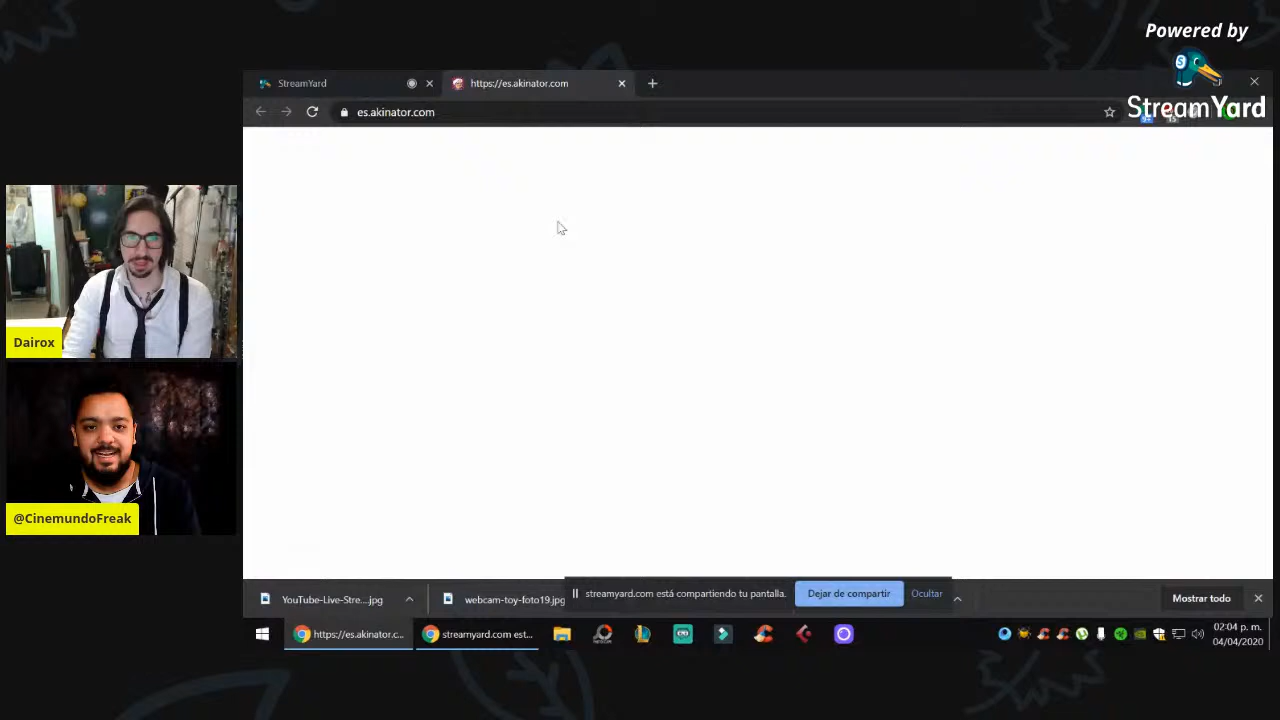 Powered by
StreamYard
StreamYard
https://es.akinator.com
es.akinator.com
Dairox
@CinemundoFreak
YouTube-Live-Stre....jpg
webcam-toy-foto19.jpg
streamyard.com está compartiendo tu pantalla.
Dejar de compartir
Ocultar
Mostrar todo
https://es.akinator.c...
streamyard.com est...
02:04 p. m.
04/04/2020